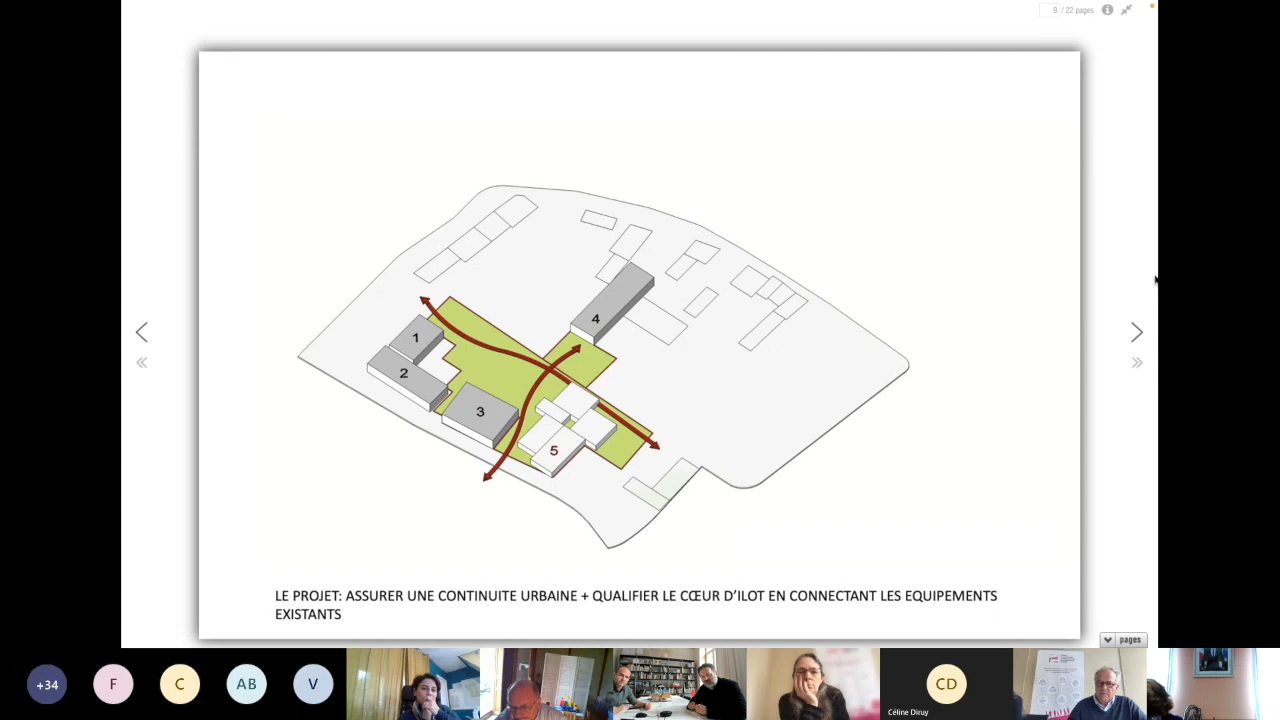 9 / 22 pages
4
1
2
3
5
LE PROJET: ASSURER UNE CONTINUITE URBAINE + QUALIFIER LE CŒUR D'ILOT EN CONNECTANT LES EQUIPEMENTS
EXISTANTS
pages
+34
F
C
AB
V
CD
Céline Diruy